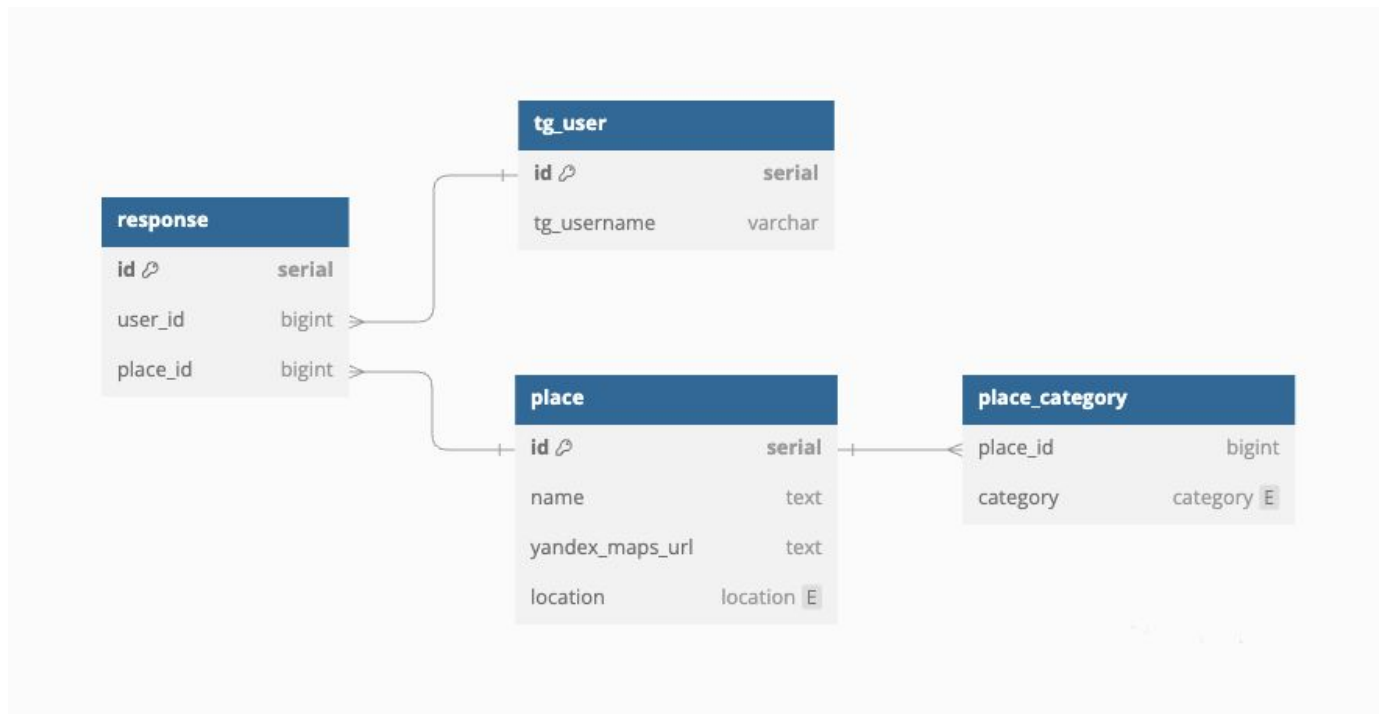 tg_user
id serial
tg_username varchar
response
id serial
user_id bigint
place_id bigint
place
id serial
name text
yandex_maps_url text
location location E
place_category
place_id bigint
category category E